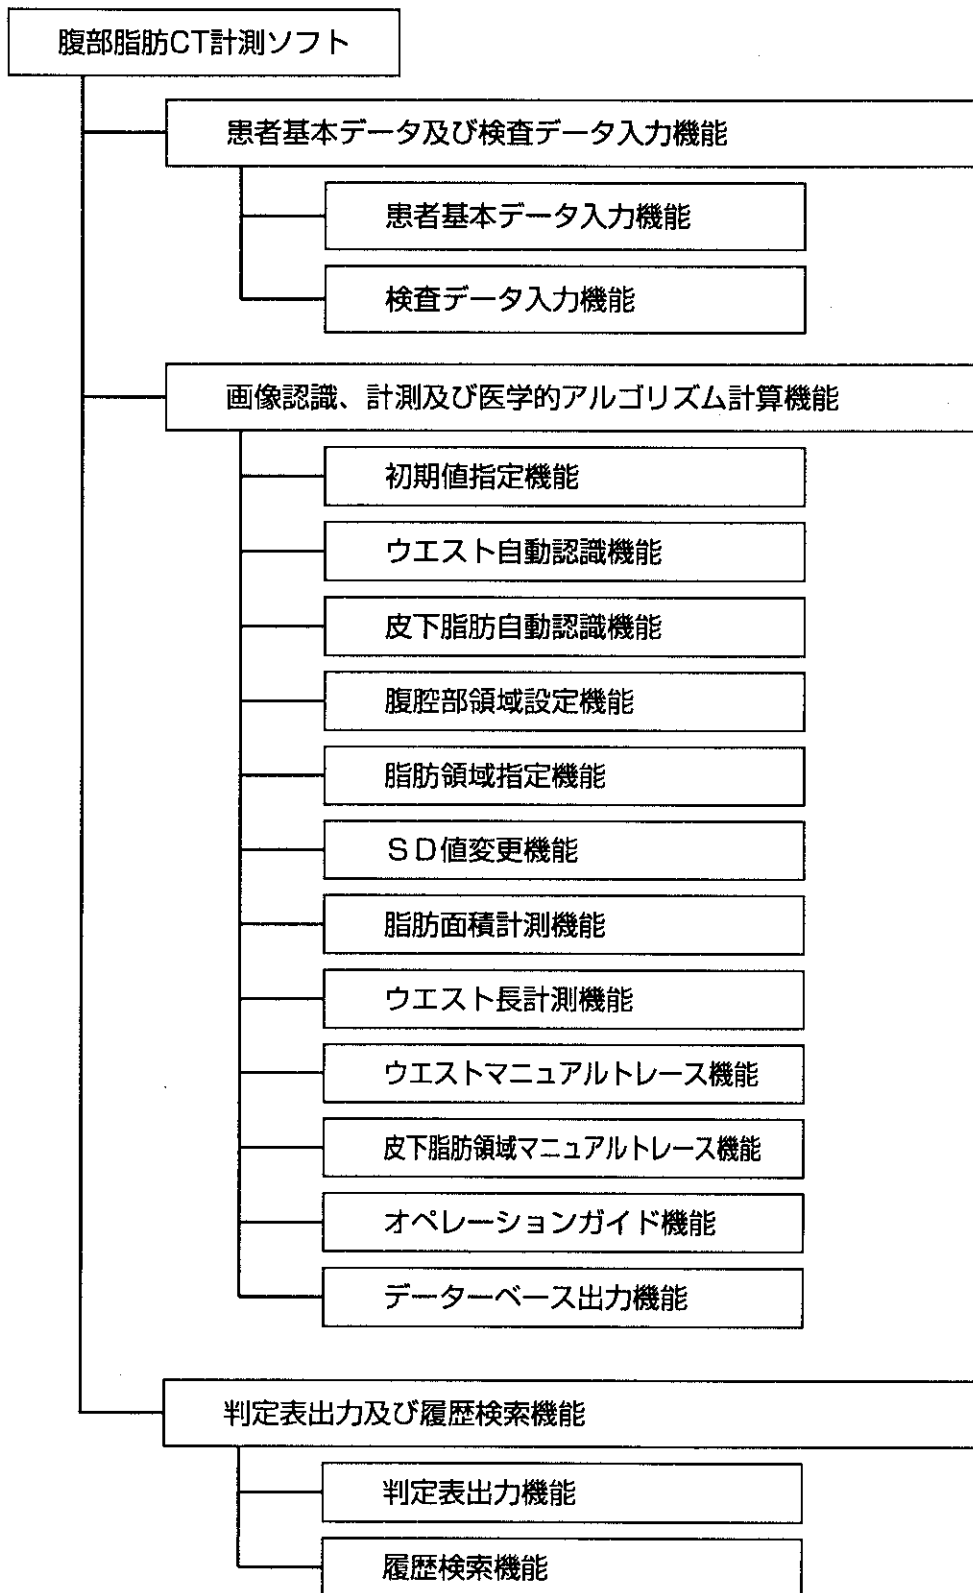 腹部脂肪CT計測ソフト
患者基本データ及び検査データ入力機能
患者基本データ入力機能
検査データ入力機能
画像認識、計測及び医学的アルゴリズム計算機能
初期値指定機能
ウエスト自動認識機能
皮下脂肪自動認識機能
腹腔部領域設定機能
脂肪領域指定機能
ＳＤ値変更機能
脂肪面積計測機能
ウエスト長計測機能
ウエストマニュアルトレース機能
皮下脂肪領域マニュアルトレース機能
オペレーションガイド機能
データーベース出力機能
判定表出力及び履歴検索機能
判定表出力機能
履歴検索機能